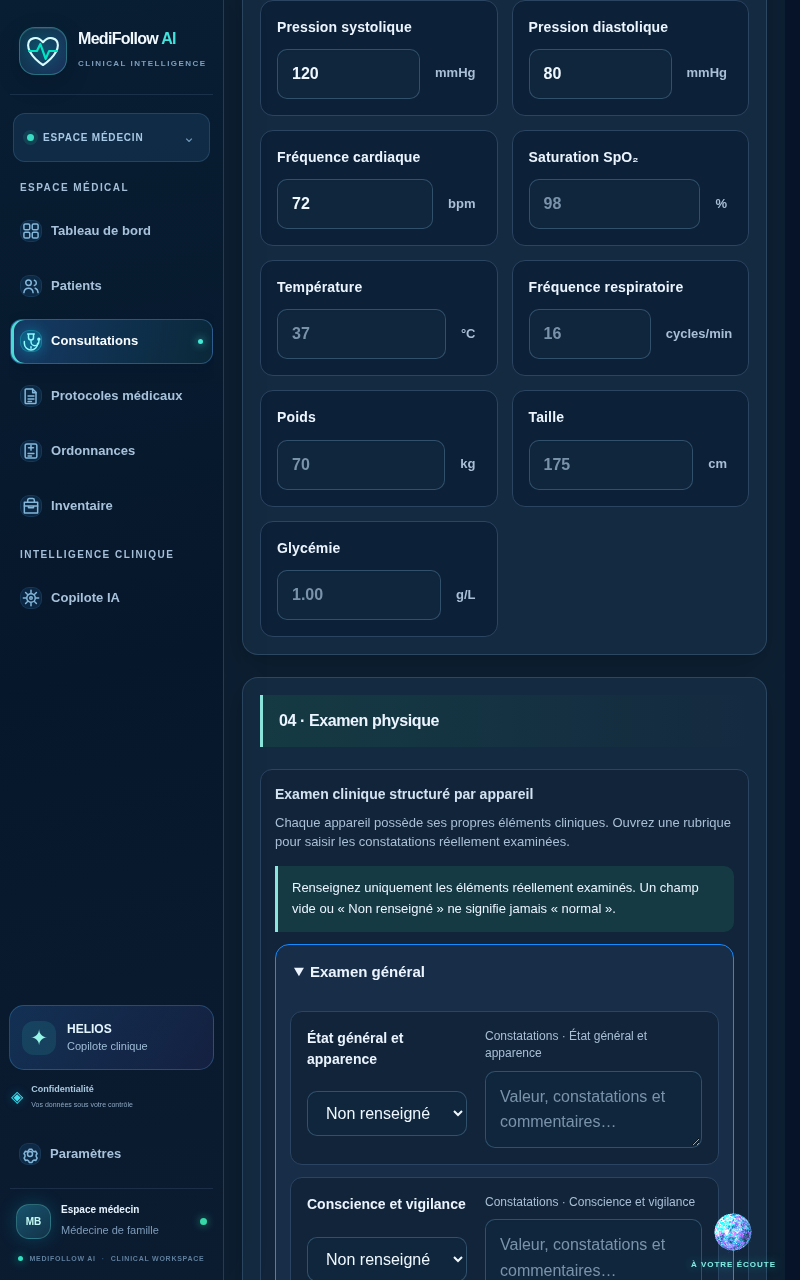 MediFollow AI
CLINICAL INTELLIGENCE
ESPACE MÉDECIN
ESPACE MÉDICAL
Tableau de bord
Patients
Consultations
Protocoles médicaux
Ordonnances
Inventaire
INTELLIGENCE CLINIQUE
Copilote IA
HELIOS
Copilote clinique
Confidentialité
Vos données sous votre contrôle
Paramètres
MB
Espace médecin
Médecine de famille
MEDIFOLLOW AI · CLINICAL WORKSPACE
Pression systolique
120 mmHg
Pression diastolique
80 mmHg
Fréquence cardiaque
72 bpm
Saturation SpO₂
98 %
Température
37 °C
Fréquence respiratoire
16 cycles/min
Poids
70 kg
Taille
175 cm
Glycémie
1.00 g/L
04 · Examen physique
Examen clinique structuré par appareil
Chaque appareil possède ses propres éléments cliniques. Ouvrez une rubrique
pour saisir les constatations réellement examinées.
Renseignez uniquement les éléments réellement examinés. Un champ
vide ou « Non renseigné » ne signifie jamais « normal ».
Examen général
État général et
apparence
Non renseigné
Constatations · État général et
apparence
Valeur, constatations et
commentaires…
Conscience et vigilance
Non renseigné
Constatations · Conscience et vigilance
Valeur, constatations et
commentaires…
À VOTRE ÉCOUTE